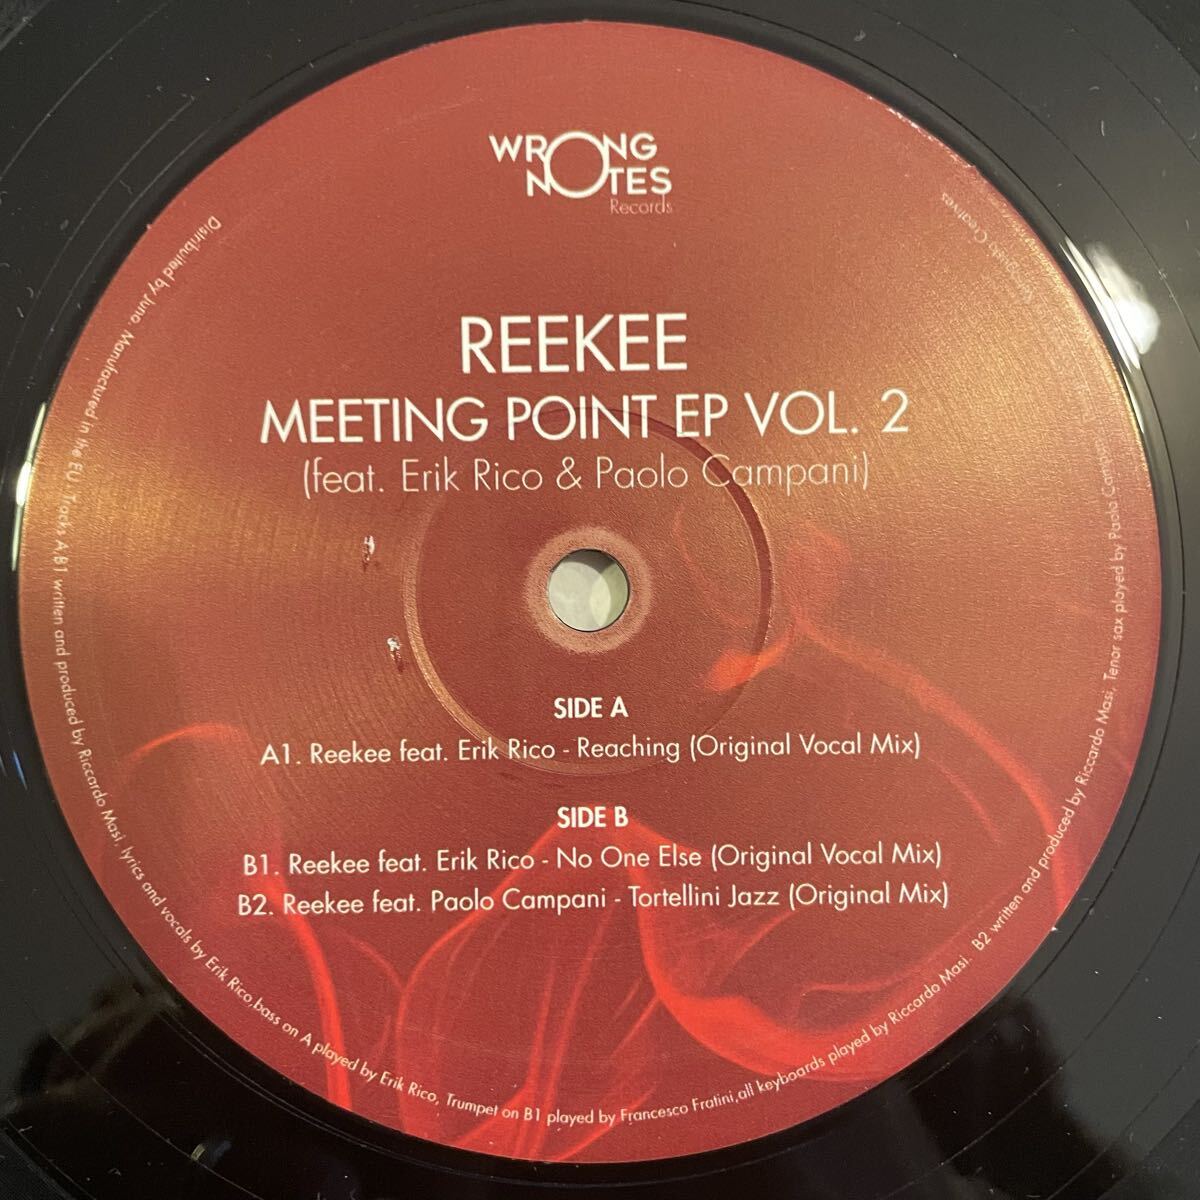 WRONG
NOTES
Records
REEKEE
MEETING POINT EP VOL. 2
(feat. Erik Rico & Paolo Campani)
SIDE A
A1. Reekee feat. Erik Rico - Reaching (Original Vocal Mix)
SIDE B
B1. Reekee feat. Erik Rico - No One Else (Original Vocal Mix)
B2. Reekee feat. Paolo Campani - Tortellini Jazz (Original Mix)
Distributed by Juno. Manufactured in the EU. Tracks A,B1 written and produced by Riccardo Masi, lyrics and vocals by Erik Rico,bass on A played by Erik Rico, Trumpet on B1 played by Francesco Fratini,all keyboards played by Riccardo Masi. B2 written and produced by Riccardo Masi, Tenor sax played by Paolo Campani. Creatives